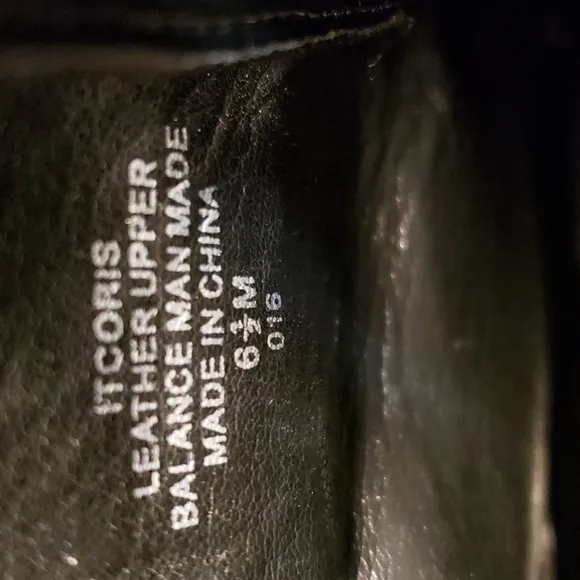 ITCORIS
LEATHER UPPER
BALANCE MAN MADE
MADE IN CHINA
6½M
016